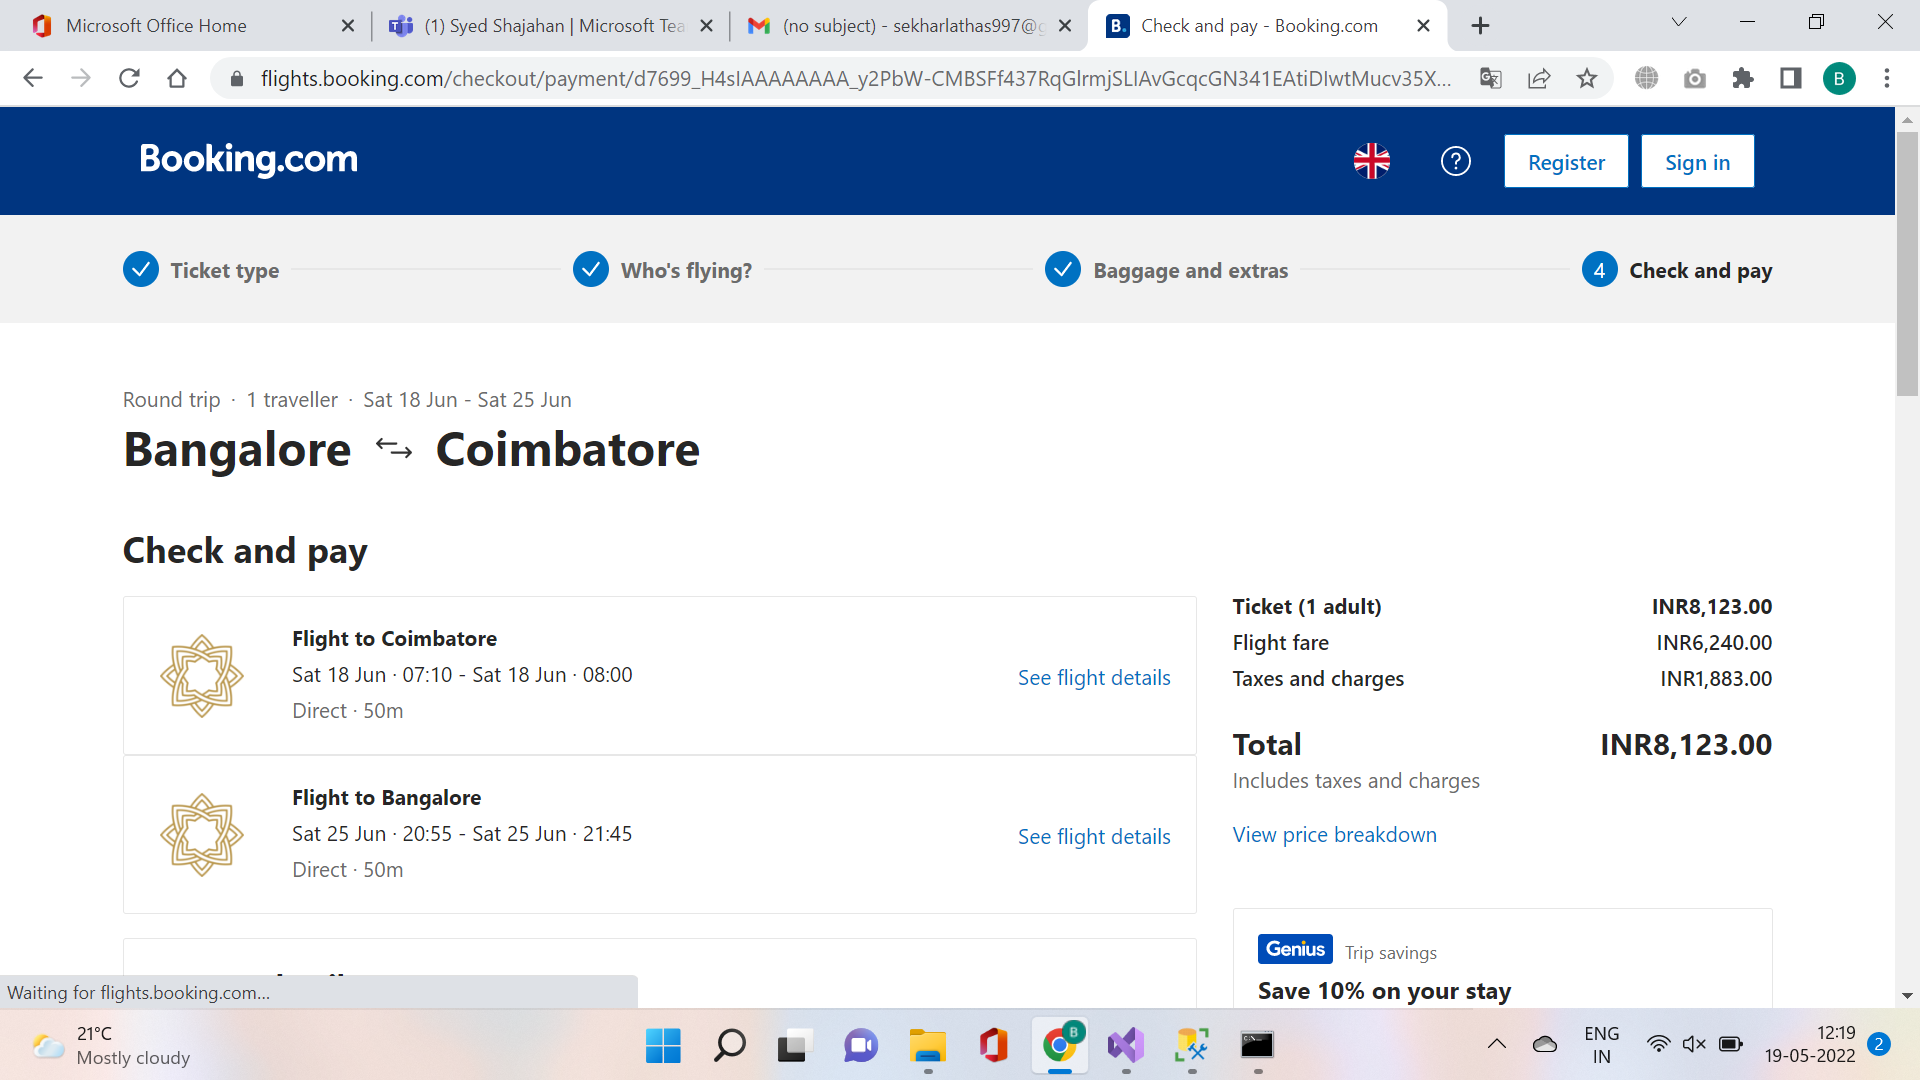 Microsoft Office Home
(1) Syed Shajahan | Microsoft Tea
(no subject) - sekharlathas997@g
B.
Check and pay - Booking.com
flights.booking.com/checkout/payment/d7699_H4sIAAAAAAAA_y2PbW-CMBSFf437RqGlrmjSLIAvGcqcGN341EAtiDIwtMucv35X...
B
Booking.com
?
Register
Sign in
Ticket type
Who's flying?
Baggage and extras
4
Check and pay
Round trip · 1 traveller · Sat 18 Jun - Sat 25 Jun
Bangalore
Coimbatore
Check and pay
Flight to Coimbatore
Sat 18 Jun · 07:10 - Sat 18 Jun · 08:00
Direct · 50m
See flight details
Flight to Bangalore
Sat 25 Jun · 20:55 - Sat 25 Jun · 21:45
Direct · 50m
See flight details
Ticket (1 adult) INR8,123.00
Flight fare INR6,240.00
Taxes and charges INR1,883.00
Total INR8,123.00
Includes taxes and charges
View price breakdown
Genius Trip savings
Save 10% on your stay
Waiting for flights.booking.com...
21°C
Mostly cloudy
B
ENG
IN
12:19
19-05-2022
2